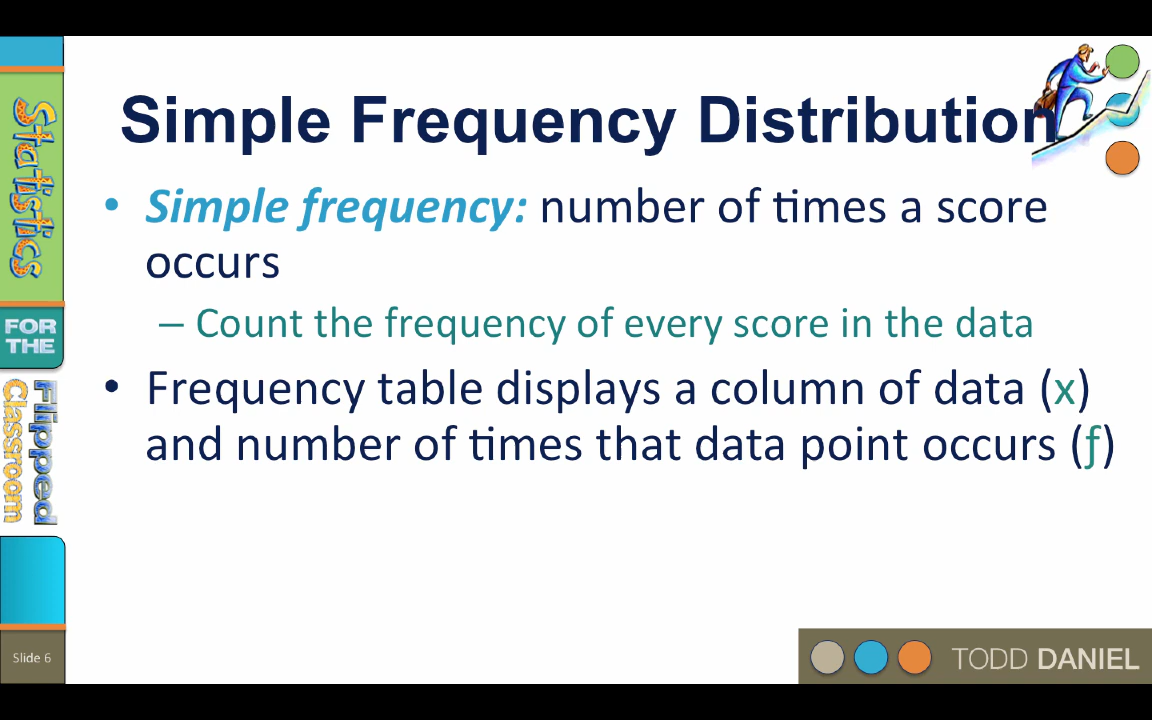 Simple Frequency Distribution
• Simple frequency: number of times a score
occurs
– Count the frequency of every score in the data
• Frequency table displays a column of data (x)
and number of times that data point occurs (ƒ)
Statistics
FOR
THE
Flipped
Classroom
Slide 6
TODD DANIEL